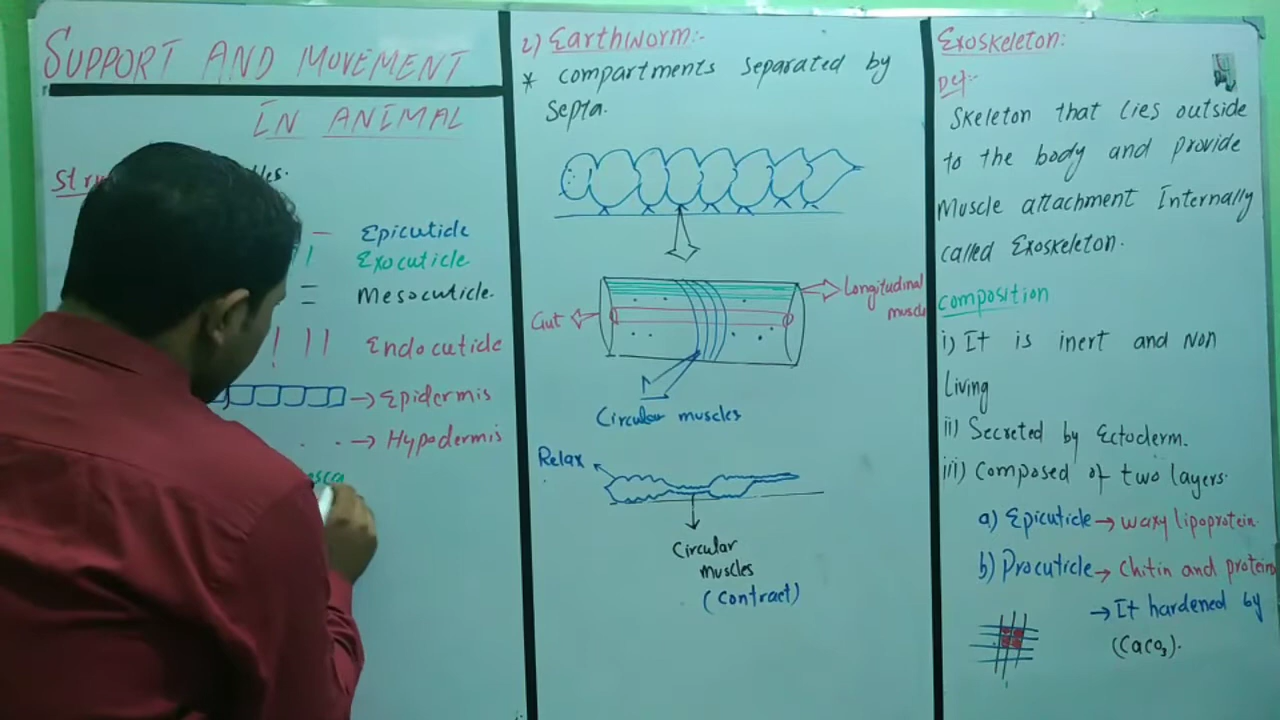 SUPPORT AND MOVEMENT
IN ANIMAL
Epicuticle
Exocuticle
Mesocuticle.
Endocuticle
Epidermis
Hypodermis
2) Earthworm:-
* compartments separated by
Septa.
Longitudinal
muscle
Gut
Circular muscles
Relax
Circular
muscles
(contract)
Exoskeleton:
Def:-
Skeleton that lies outside
to the body and provide
Muscle attachment Internally
called Exoskeleton.
composition
i) It is inert and Non
Living
ii) Secreted by Ectoderm.
iii) Composed of two layers.
a) Epicuticle → waxy lipoprotein.
b) Procuticle → chitin and proteins
→ It hardened by
(CaCO₃).